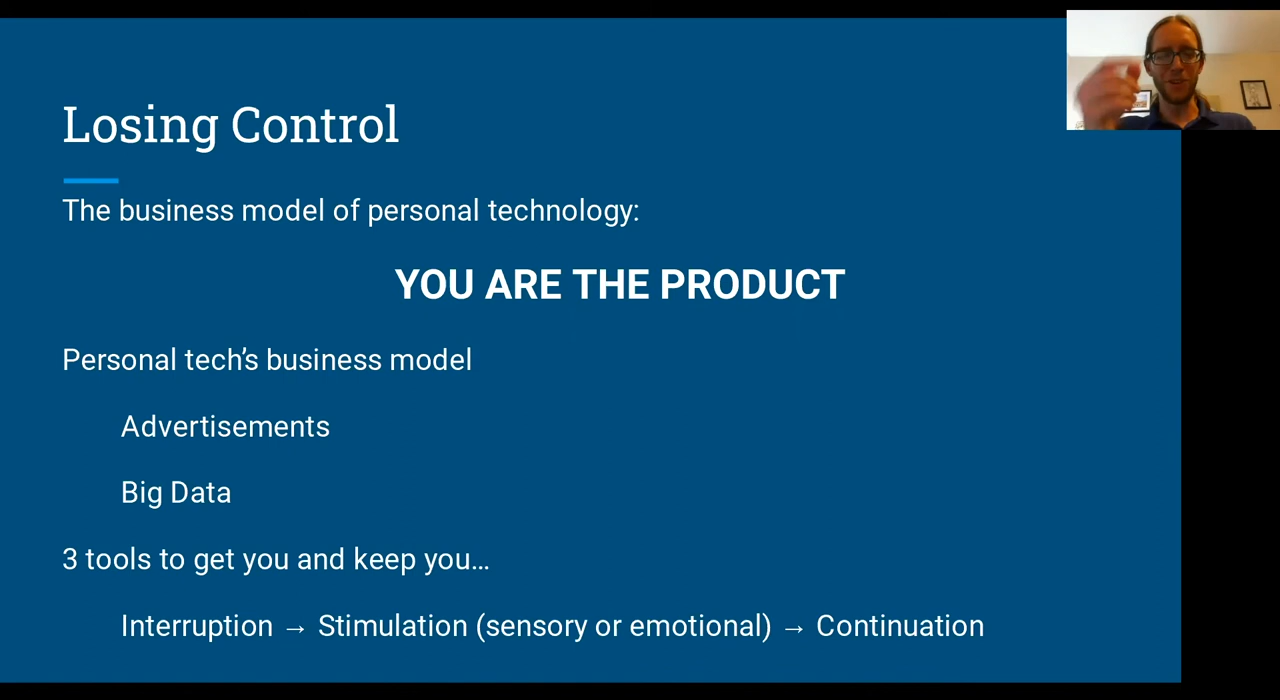 Losing Control
The business model of personal technology:
YOU ARE THE PRODUCT
Personal tech’s business model
Advertisements
Big Data
3 tools to get you and keep you…
Interruption → Stimulation (sensory or emotional) → Continuation